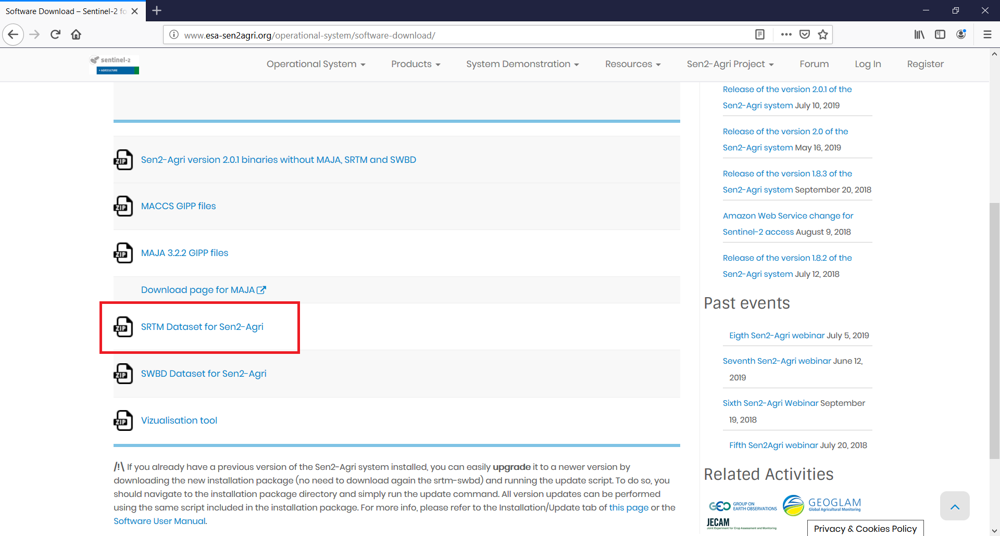 Software Download – Sentinel-2 fo
www.esa-sen2agri.org/operational-system/software-download/
sentinel-2
+ AGRICULTURE
Operational System
Products
System Demonstration
Resources
Sen2-Agri Project
Forum
Log In
Register
ZIP Sen2-Agri version 2.0.1 binaries without MAJA, SRTM and SWBD
ZIP MACCS GIPP files
ZIP MAJA 3.2.2 GIPP files
Download page for MAJA
ZIP SRTM Dataset for Sen2-Agri
ZIP SWBD Dataset for Sen2-Agri
ZIP Vizualisation tool
/!\ If you already have a previous version of the Sen2-Agri system installed, you can easily upgrade it to a newer version by
downloading the new installation package (no need to download again the srtm-swbd) and running the update script. To do so, you
should navigate to the installation package directory and simply run the update command. All version updates can be performed
using the same script included in the installation package. For more info, please refer to the Installation/Update tab of this page or the
Software User Manual.
Release of the version 2.0.1 of the
Sen2-Agri system July 10, 2019
Release of the version 2.0 of the
Sen2-Agri system May 16, 2019
Release of the version 1.8.3 of the
Sen2-Agri system September 20, 2018
Amazon Web Service change for
Sentinel-2 access August 9, 2018
Release of the version 1.8.2 of the
Sen2-Agri system July 12, 2018
Past events
Eigth Sen2-Agri webinar July 5, 2019
Seventh Sen2-Agri webinar June 12,
2019
Sixth Sen2-Agri Webinar September
19, 2018
Fifth Sen2Agri webinar July 20, 2018
Related Activities
GEO GROUP ON
EARTH OBSERVATIONS
GEOGLAM
Global Agricultural Monitoring
JECAM
Joint Experiment for Crop Assessment and Monitoring
Privacy & Cookies Policy